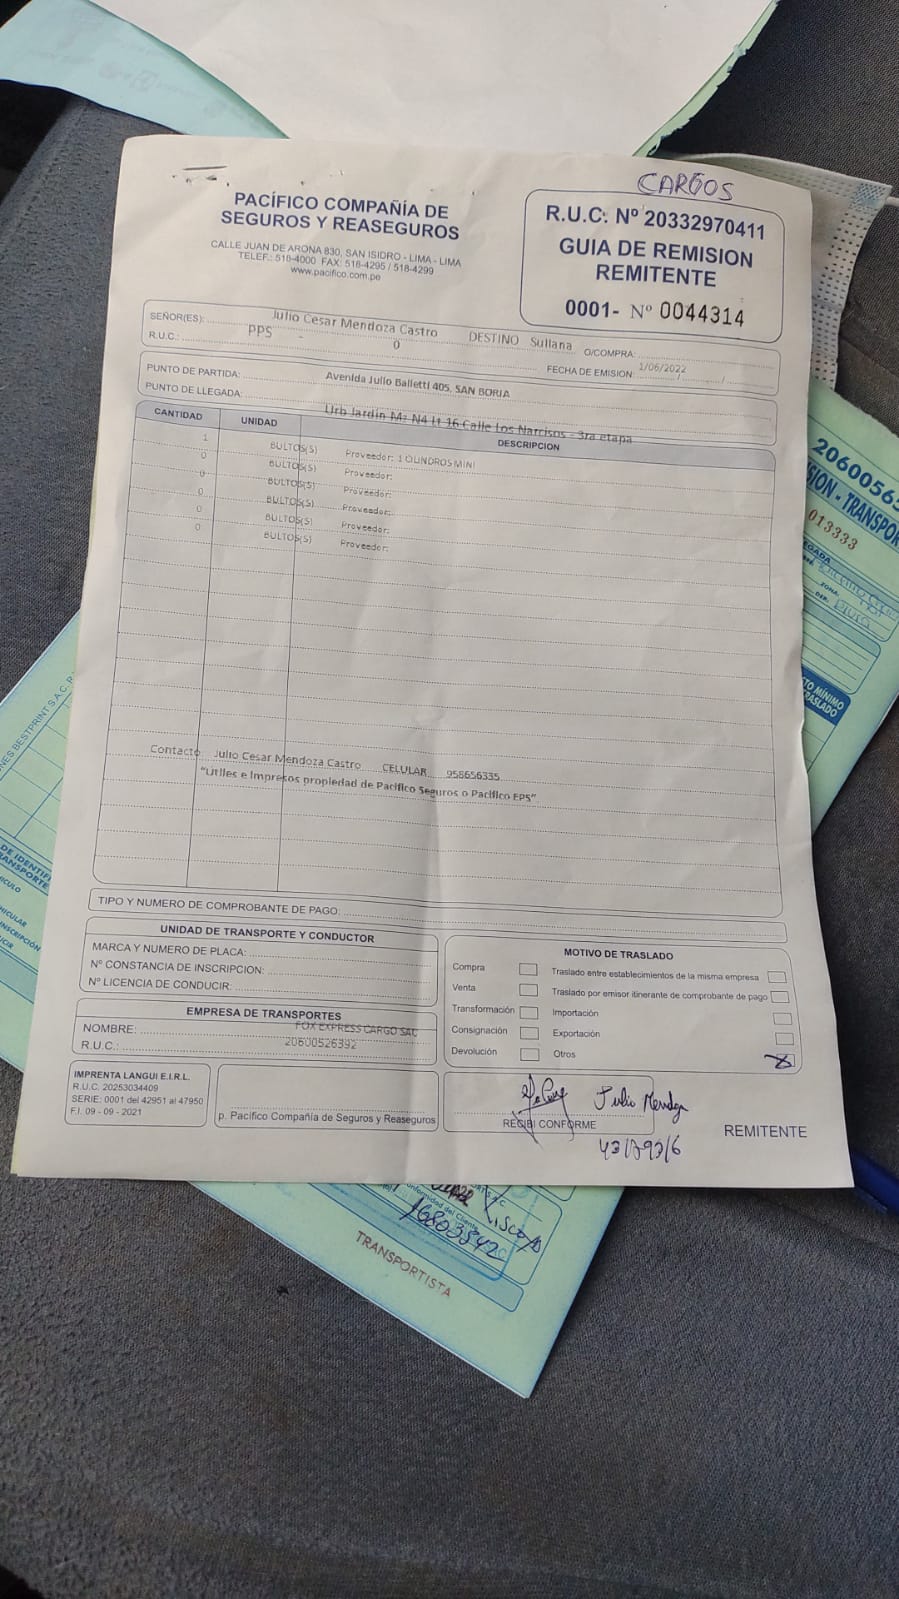 CARGOS
PACÍFICO COMPAÑÍA DE
SEGUROS Y REASEGUROS
CALLE JUAN DE ARONA 830, SAN ISIDRO - LIMA - LIMA
TELEF.: 518-4000 FAX: 518-4295 / 518-4299
www.pacifico.com.pe
R.U.C. Nº 20332970411
GUIA DE REMISION
REMITENTE
0001- Nº 0044314
SEÑOR(ES): Julio Cesar Mendoza Castro DESTINO Sullana O/COMPRA:
R.U.C.: PPS - 0 FECHA DE EMISION: 1/06/2022
PUNTO DE PARTIDA: Avenida Julio Balletti 405, SAN BORJA
PUNTO DE LLEGADA: Urb Jardin Mz N4 lt 16 Calle Los Narcisos - 3ra etapa
CANTIDAD UNIDAD DESCRIPCION
1 BULTOS(S) Proveedor: 1 CILINDROS MINI
0 BULTOS(S) Proveedor:
0 BULTOS(S) Proveedor:
0 BULTOS(S) Proveedor:
0 BULTOS(S) Proveedor:
0 BULTOS(S) Proveedor:
Contacto Julio Cesar Mendoza Castro CELULAR 958656335
"Utiles e Impresos propiedad de Pacifico Seguros o Pacifico EPS"
TIPO Y NUMERO DE COMPROBANTE DE PAGO:
UNIDAD DE TRANSPORTE Y CONDUCTOR
MARCA Y NUMERO DE PLACA:
Nº CONSTANCIA DE INSCRIPCION:
Nº LICENCIA DE CONDUCIR:
EMPRESA DE TRANSPORTES
NOMBRE: FOX EXPRESS CARGO SAC
R.U.C.: 20600526392
MOTIVO DE TRASLADO
Compra Traslado entre establecimientos de la misma empresa
Venta Traslado por emisor itinerante de comprobante de pago
Transformación Importación
Consignación Exportación
Devolución Otros X
IMPRENTA LANGUI E.I.R.L.
R.U.C. 20253034409
SERIE: 0001 del 42951 al 47950
F.I. 09 - 09 - 2021
p. Pacífico Compañía de Seguros y Reaseguros
Julio Mendoza
RECIBI CONFORME
REMITENTE
013333
TRANSPORTISTA
16803342